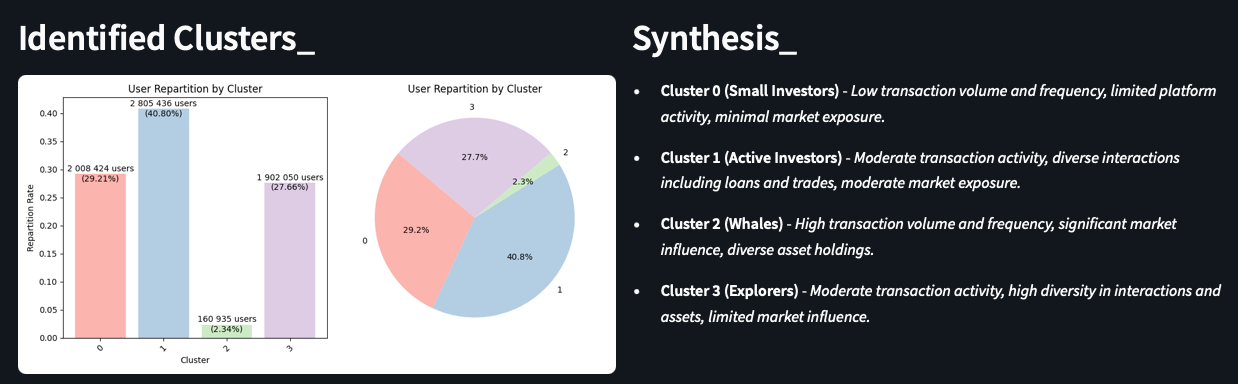 Identified Clusters_
User Repartition by Cluster
Repartition Rate
0.40
0.35
0.30
0.25
0.20
0.15
0.10
0.05
0.00
2 008 424 users
(29.21%)
2 805 436 users
(40.80%)
160 935 users
(2.34%)
1 902 050 users
(27.66%)
0
1
2
3
Cluster
User Repartition by Cluster
3
27.7%
2
2.3%
29.2%
0
40.8%
1
Synthesis_
• Cluster 0 (Small Investors) - Low transaction volume and frequency, limited platform
activity, minimal market exposure.
• Cluster 1 (Active Investors) - Moderate transaction activity, diverse interactions
including loans and trades, moderate market exposure.
• Cluster 2 (Whales) - High transaction volume and frequency, significant market
influence, diverse asset holdings.
• Cluster 3 (Explorers) - Moderate transaction activity, high diversity in interactions and
assets, limited market influence.